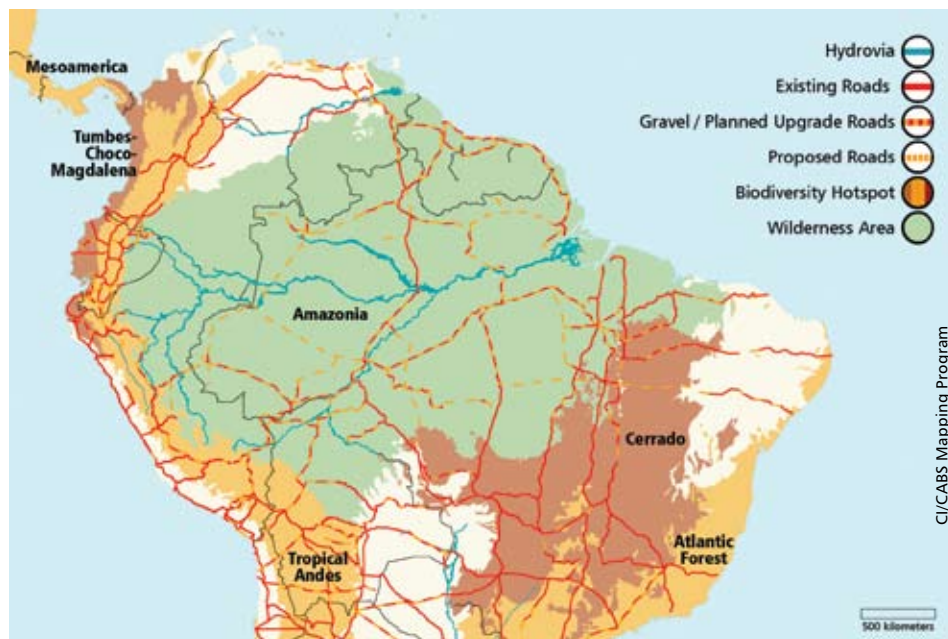 Mesoamerica
Tumbes-
Choco-
Magdalena
Amazonia
Cerrado
Tropical
Andes
Atlantic
Forest
Hydrovia
Existing Roads
Gravel / Planned Upgrade Roads
Proposed Roads
Biodiversity Hotspot
Wilderness Area
500 kilometers
CI/CABS Mapping Program